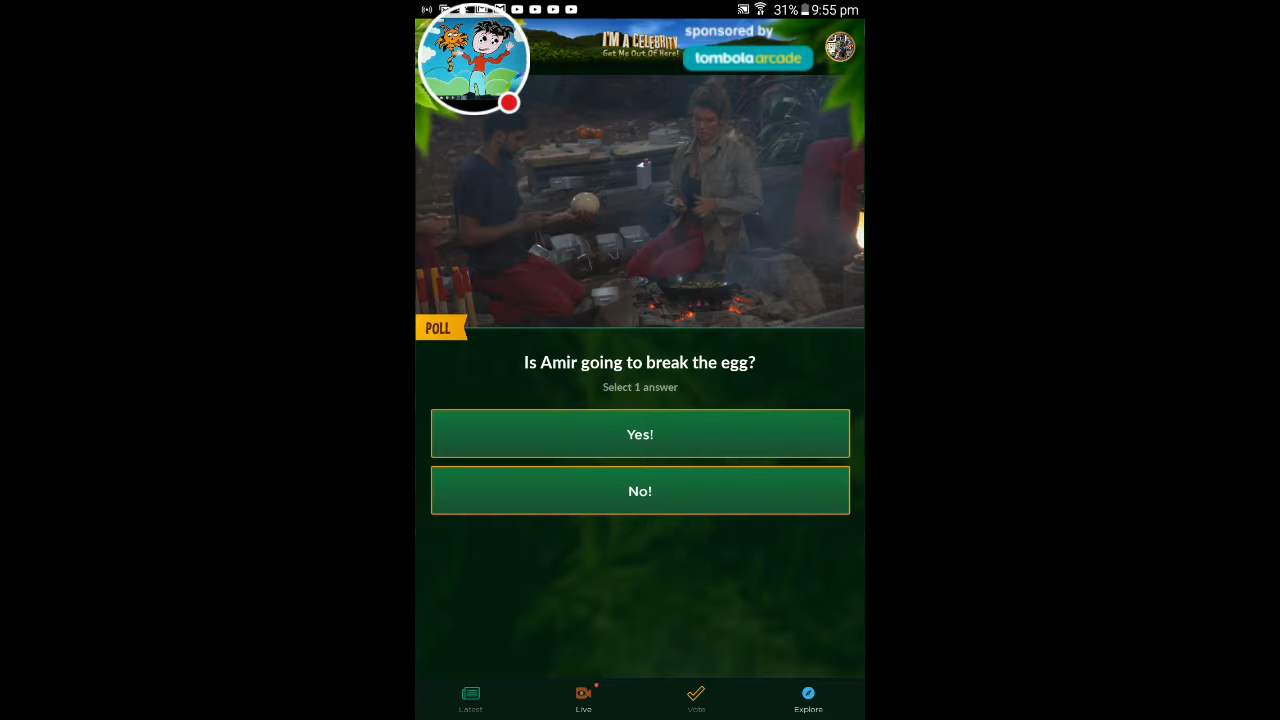 31% 9:55 pm
I'M A CELEBRITY
Get Me Out Of Here!
sponsored by
tombola arcade
POLL
Is Amir going to break the egg?
Select 1 answer
Yes!
No!
Latest
Live
Vote
Explore